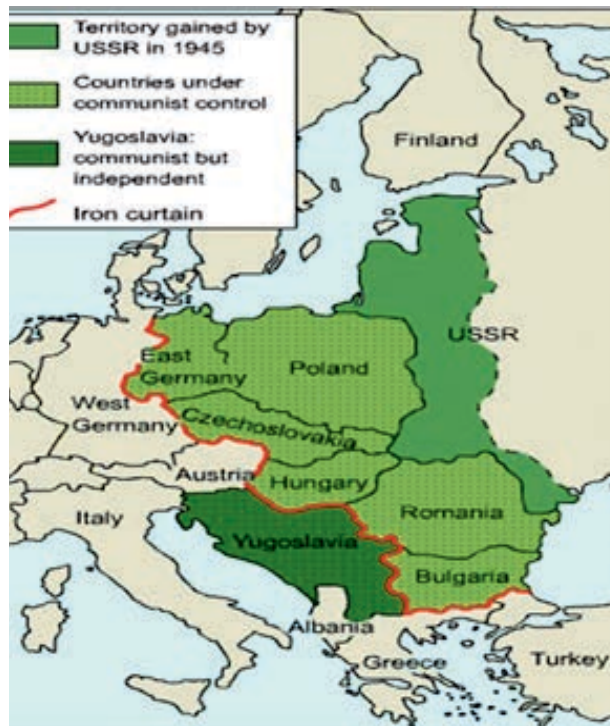 Territory gained by
USSR in 1945
Countries under
communist control
Yugoslavia:
communist but
independent
Iron curtain
Finland
USSR
East
Germany
Poland
West
Germany
Czechoslovakia
Austria
Hungary
Italy
Romania
Yugoslavia
Bulgaria
Albania
Greece
Turkey